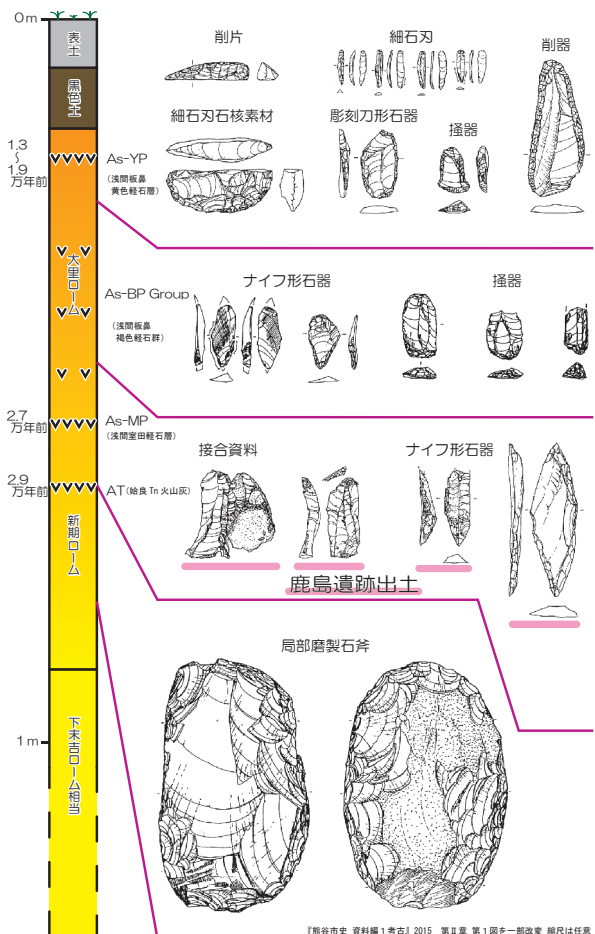 0m
表土
黒色土
1.3
～
1.9
万年前
As-YP
(浅間板鼻
黄色軽石層)
大里ローム
As-BP Group
(浅間板鼻
褐色軽石群)
2.7
万年前
As-MP
(浅間室田軽石層)
2.9
万年前
AT(姶良 Tn 火山灰)
新期ローム
1m
下末吉ローム相当
削片
細石刃
削器
細石刃石核素材
彫刻刀形石器
掻器
ナイフ形石器
掻器
接合資料
ナイフ形石器
鹿島遺跡出土
局部磨製石斧
『熊谷市史 資料編1考古』2015 第Ⅱ章 第1図を一部改変 縮尺は任意